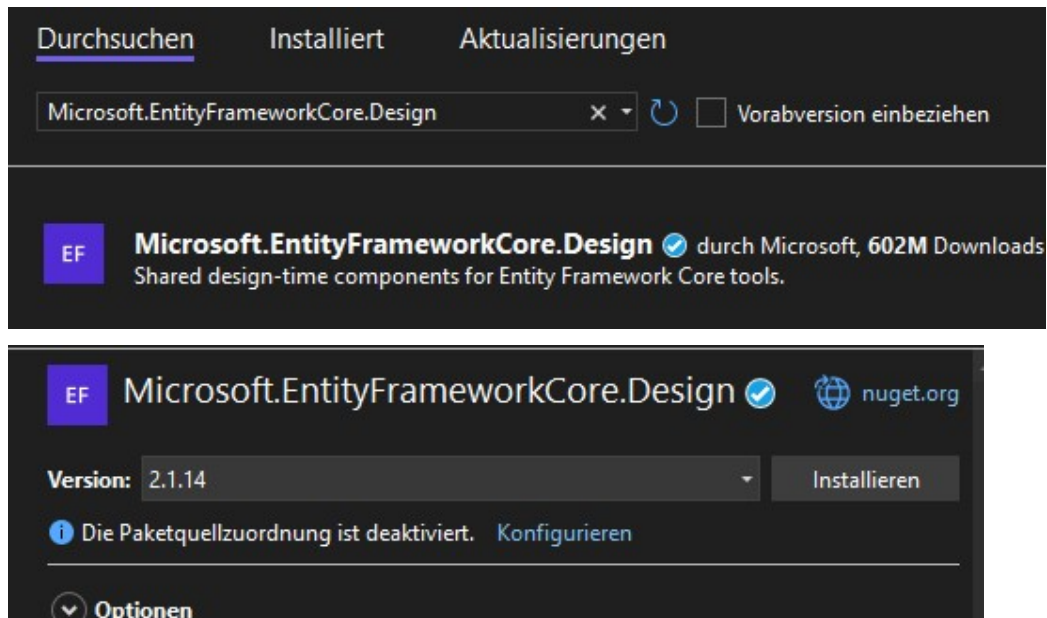 Durchsuchen Installiert Aktualisierungen
Microsoft.EntityFrameworkCore.Design Vorabversion einbeziehen
EF Microsoft.EntityFrameworkCore.Design durch Microsoft, 602M Downloads
Shared design-time components for Entity Framework Core tools.
EF Microsoft.EntityFrameworkCore.Design nuget.org
Version: 2.1.14 Installieren
Die Paketquellzuordnung ist deaktiviert. Konfigurieren
Optionen